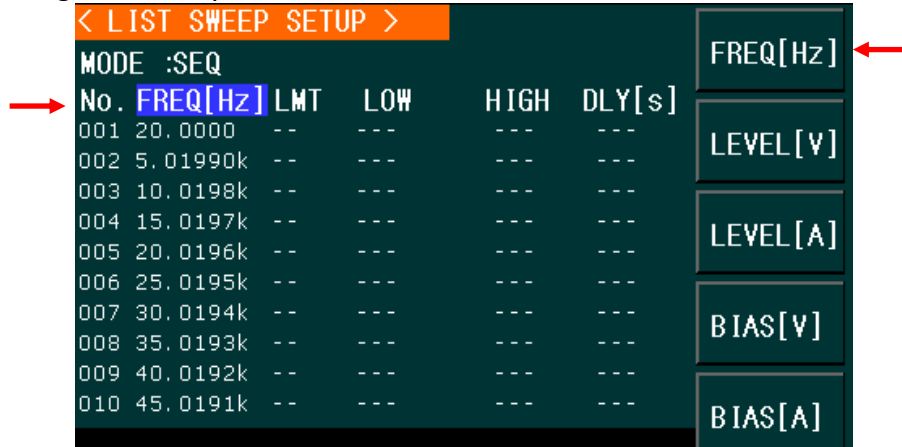 < LIST SWEEP SETUP >
MODE :SEQ
No. FREQ[Hz] LMT LOW HIGH DLY[s]
001 20.0000 -- --- --- ---
002 5.01990k -- --- --- ---
003 10.0198k -- --- --- ---
004 15.0197k -- --- --- ---
005 20.0196k -- --- --- ---
006 25.0195k -- --- --- ---
007 30.0194k -- --- --- ---
008 35.0193k -- --- --- ---
009 40.0192k -- --- --- ---
010 45.0191k -- --- --- ---
FREQ[Hz]
LEVEL[V]
LEVEL[A]
BIAS[V]
BIAS[A]